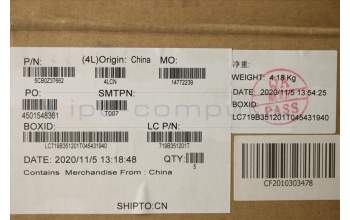 P/N:
(4L)Origin: China
MO:
5CB0Z37662
4LCN
14772239
PO:
SMTPN:
4501548361
T007
BOXID:
LC P/N:
LC719B351201T045431940
719B351201T
DATE: 2020/11/5 13:18:48
QTY:
5
Contains Merchandise From : China
SHIPTO:CN
净重:
WEIGHT: 4.18 Kg
DATE: 2020/11/5 13:54:25
BOXID:
LC719B351201T045431940
PASS
CF2010303478